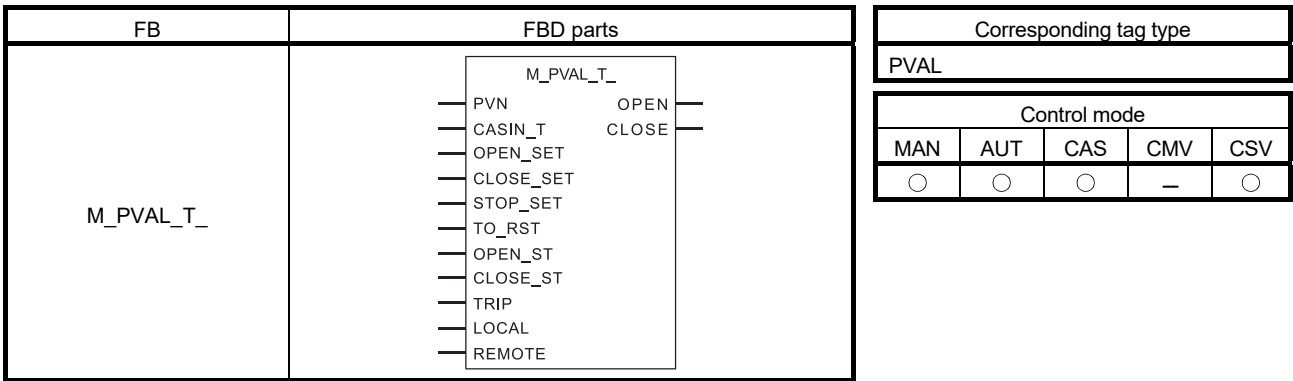 FB FBD parts
M_PVAL_T_
M_PVAL_T_
PVN OPEN
CASIN_T CLOSE
OPEN_SET
CLOSE_SET
STOP_SET
TO_RST
OPEN_ST
CLOSE_ST
TRIP
LOCAL
REMOTE
Corresponding tag type
PVAL
Control mode
MAN AUT CAS CMV CSV
○ ○ ○ – ○